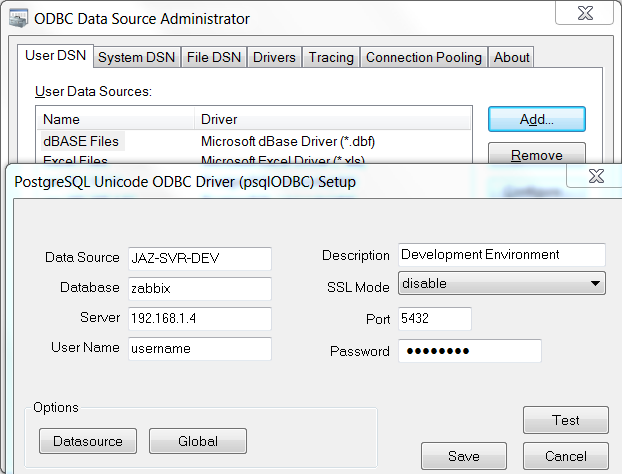 ODBC Data Source Administrator
User DSN System DSN File DSN Drivers Tracing Connection Pooling About
User Data Sources:
Name Driver Add...
dBASE Files Microsoft dBase Driver (*.dbf)
Excel Files Microsoft Excel Driver (*.xls) Remove
PostgreSQL Unicode ODBC Driver (psqlODBC) Setup
Configure...
Data Source JAZ-SVR-DEV Description Development Environment
Database zabbix SSL Mode disable
Server 192.168.1.4 Port 5432
User Name username Password ●●●●●●●●
Options
Test
Datasource Global
Save Cancel